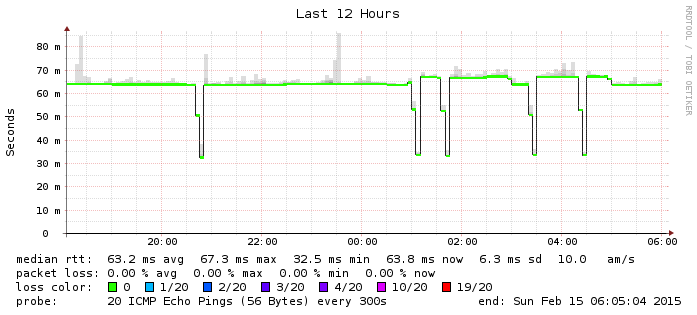 Last 12 Hours
RRDTOOL / TOBI OETIKER
Seconds
80 m
70 m
60 m
50 m
40 m
30 m
20 m
10 m
0
20:00 22:00 00:00 02:00 04:00 06:00
median rtt: 63.2 ms avg 67.3 ms max 32.5 ms min 63.8 ms now 6.3 ms sd 10.0 am/s
packet loss: 0.00 % avg 0.00 % max 0.00 % min 0.00 % now
loss color: 0 1/20 2/20 3/20 4/20 10/20 19/20
probe: 20 ICMP Echo Pings (56 Bytes) every 300s end: Sun Feb 15 06:05:04 2015